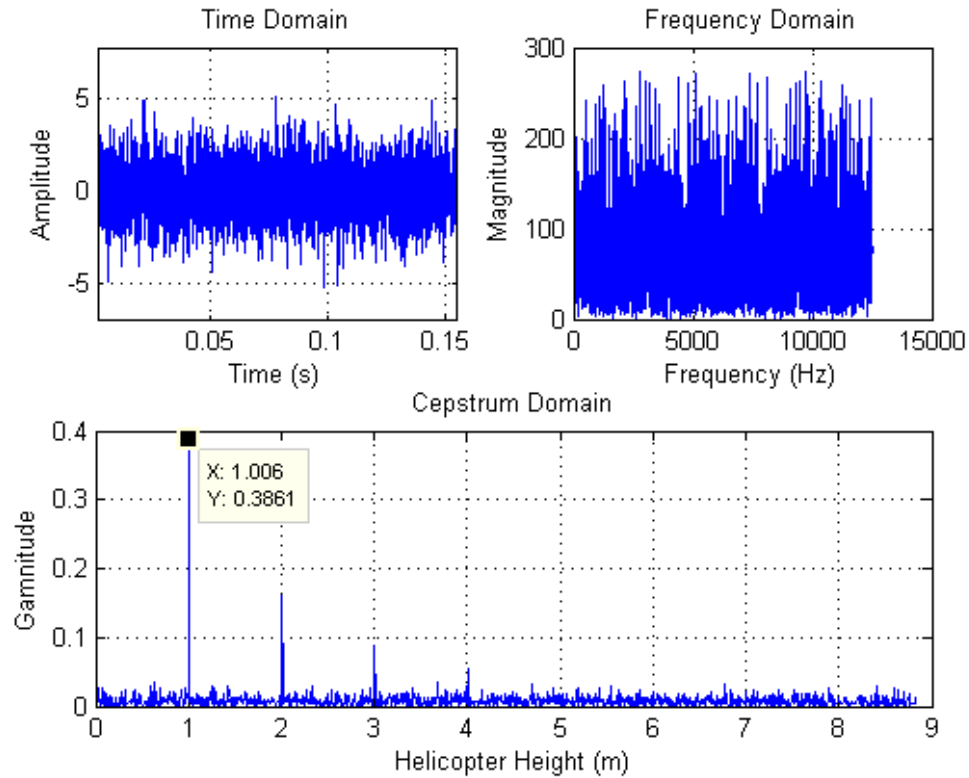 Time Domain
Amplitude
5
0
-5
0.05 0.1 0.15
Time (s)
Frequency Domain
Magnitude
300
200
100
0
0 5000 10000 15000
Frequency (Hz)
Cepstrum Domain
Gamnitude
0.4
0.3
0.2
0.1
0
X: 1.006
Y: 0.3861
0 1 2 3 4 5 6 7 8 9
Helicopter Height (m)